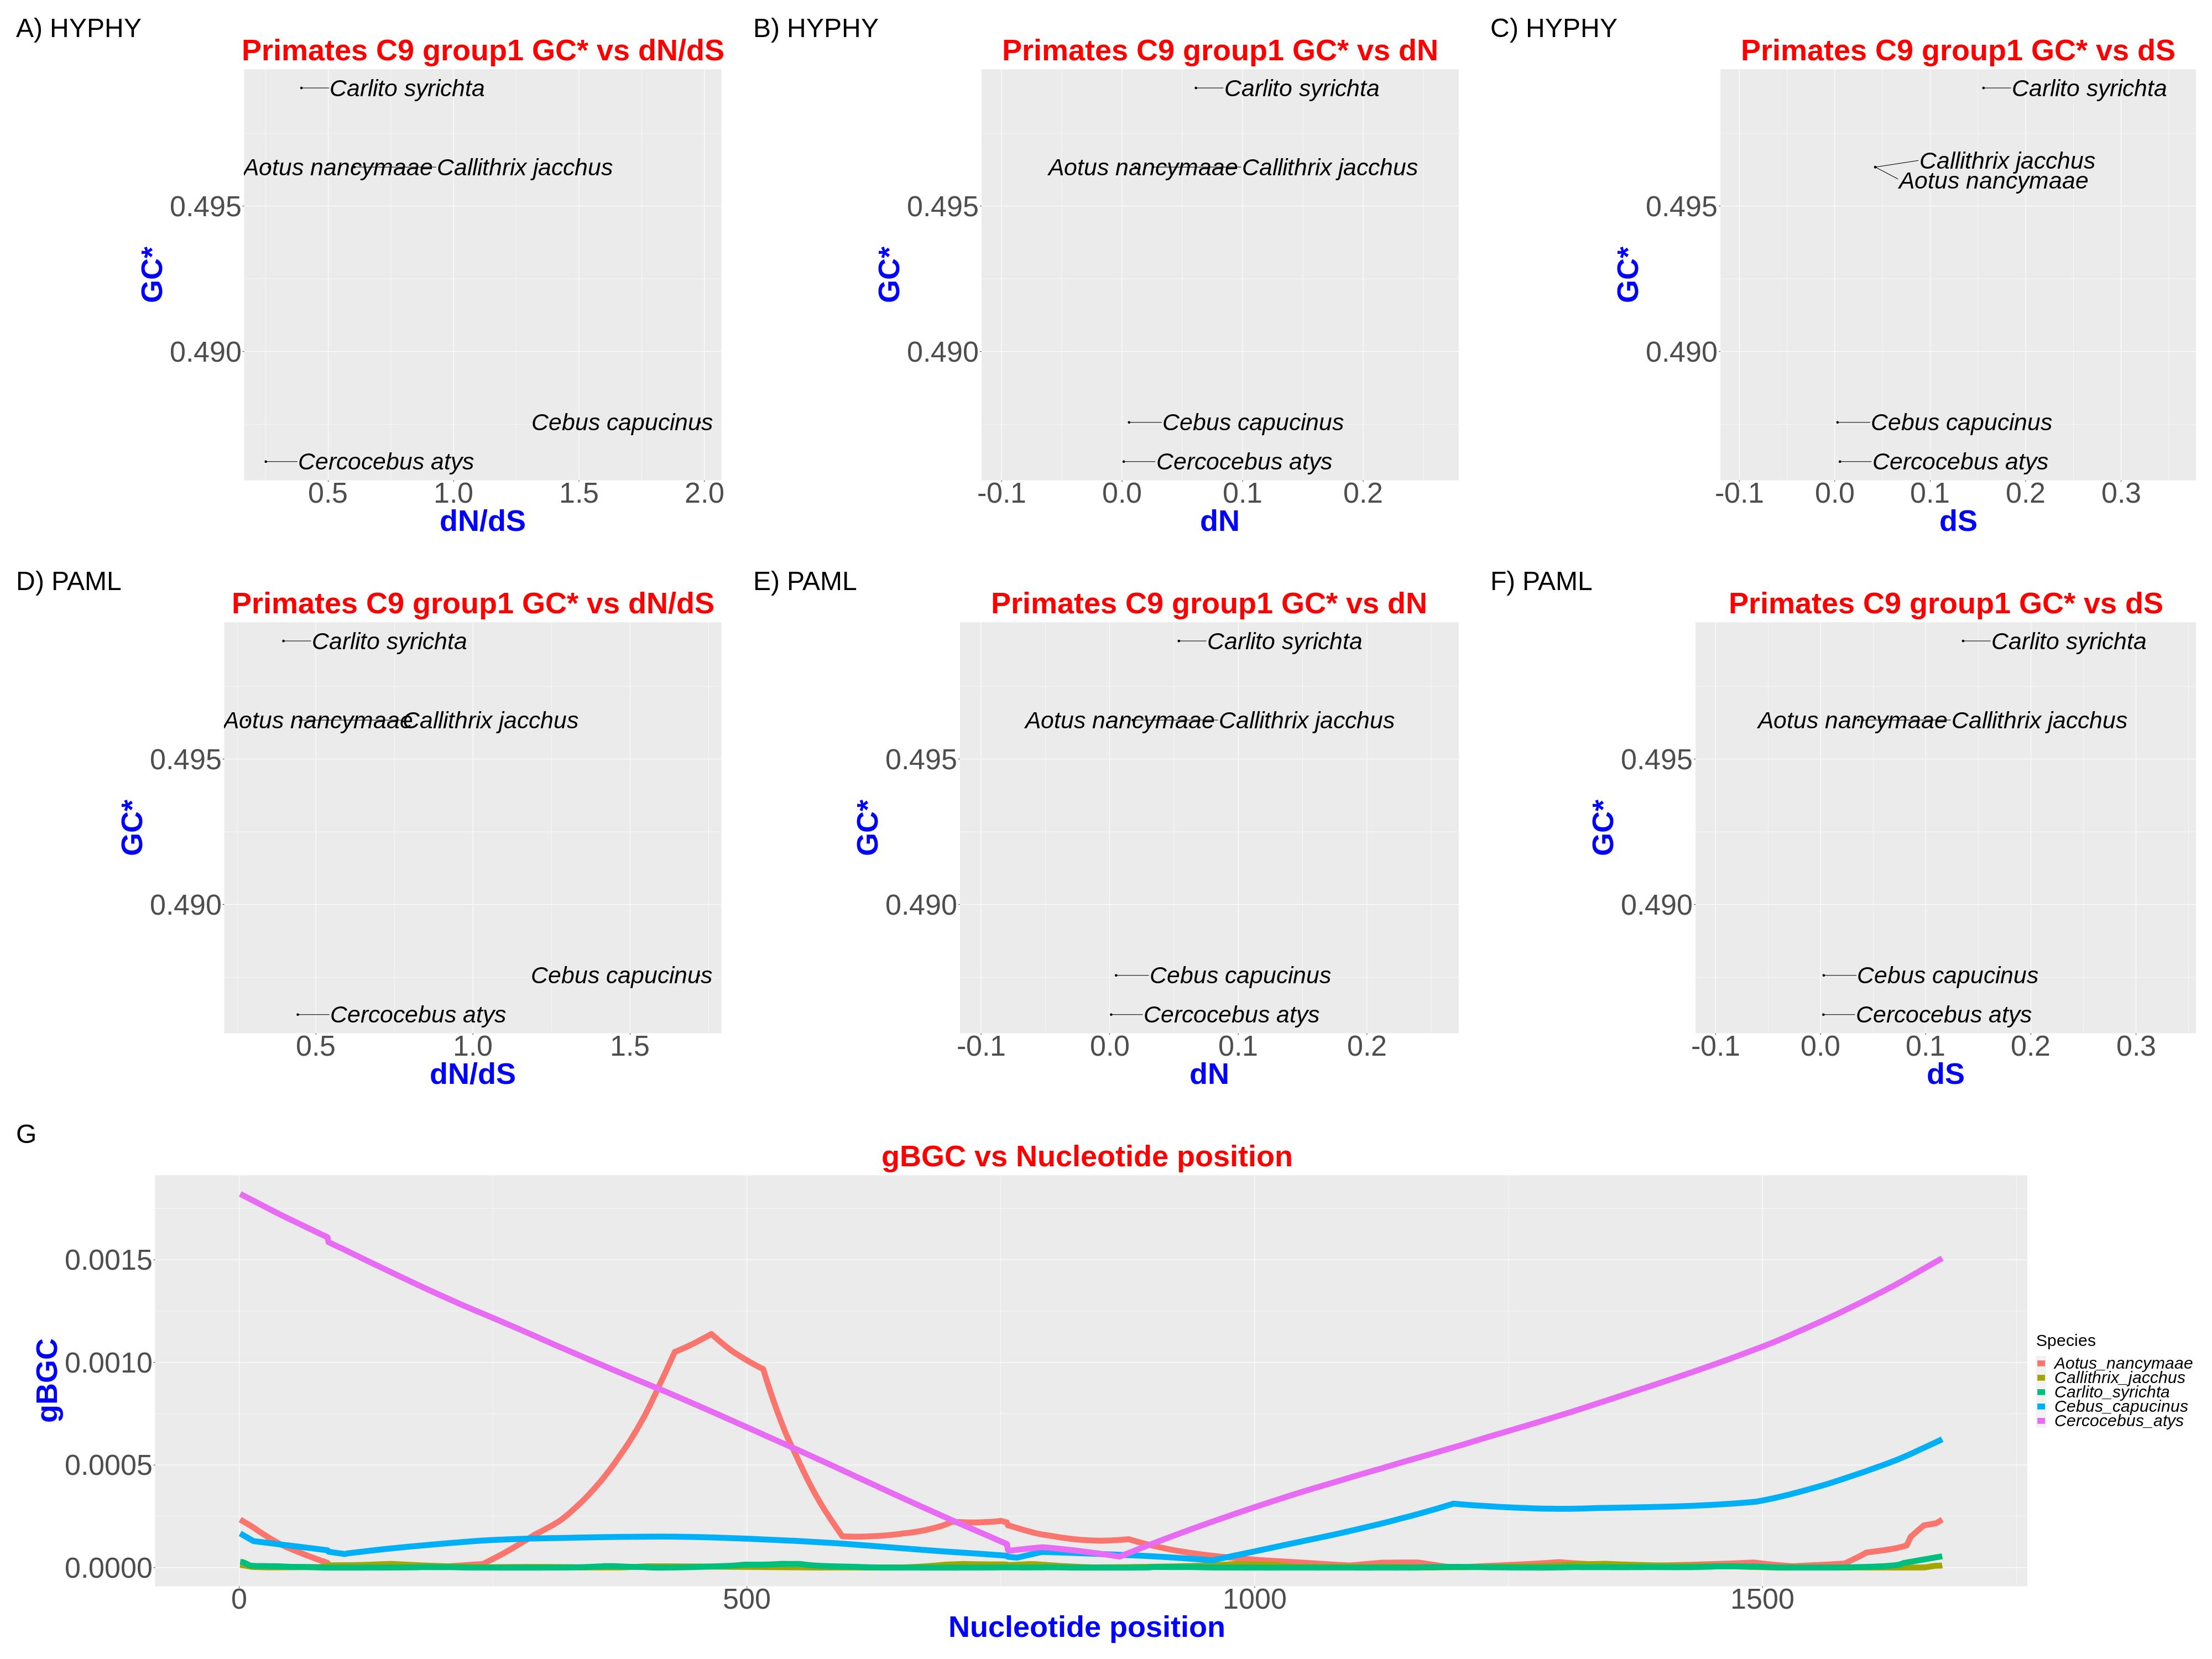 A) HYPHY
Primates C9 group1 GC* vs dN/dS
Carlito syrichta
Aotus nancymaae
Callithrix jacchus
0.495
GC*
0.490
Cebus capucinus
Cercocebus atys
0.5 1.0 1.5 2.0
dN/dS
B) HYPHY
Primates C9 group1 GC* vs dN
Carlito syrichta
Aotus nancymaae
Callithrix jacchus
0.495
GC*
0.490
Cebus capucinus
Cercocebus atys
-0.1 0.0 0.1 0.2
dN
C) HYPHY
Primates C9 group1 GC* vs dS
Carlito syrichta
Callithrix jacchus
Aotus nancymaae
0.495
GC*
0.490
Cebus capucinus
Cercocebus atys
-0.1 0.0 0.1 0.2 0.3
dS
D) PAML
Primates C9 group1 GC* vs dN/dS
Carlito syrichta
Aotus nancymaae
Callithrix jacchus
0.495
GC*
0.490
Cebus capucinus
Cercocebus atys
0.5 1.0 1.5
dN/dS
E) PAML
Primates C9 group1 GC* vs dN
Carlito syrichta
Aotus nancymaae
Callithrix jacchus
0.495
GC*
0.490
Cebus capucinus
Cercocebus atys
-0.1 0.0 0.1 0.2
dN
F) PAML
Primates C9 group1 GC* vs dS
Carlito syrichta
Aotus nancymaae
Callithrix jacchus
0.495
GC*
0.490
Cebus capucinus
Cercocebus atys
-0.1 0.0 0.1 0.2 0.3
dS
G
gBGC vs Nucleotide position
0.0015
0.0010
gBGC
0.0005
0.0000
0 500 1000 1500
Nucleotide position
Species
Aotus_nancymaae
Callithrix_jacchus
Carlito_syrichta
Cebus_capucinus
Cercocebus_atys